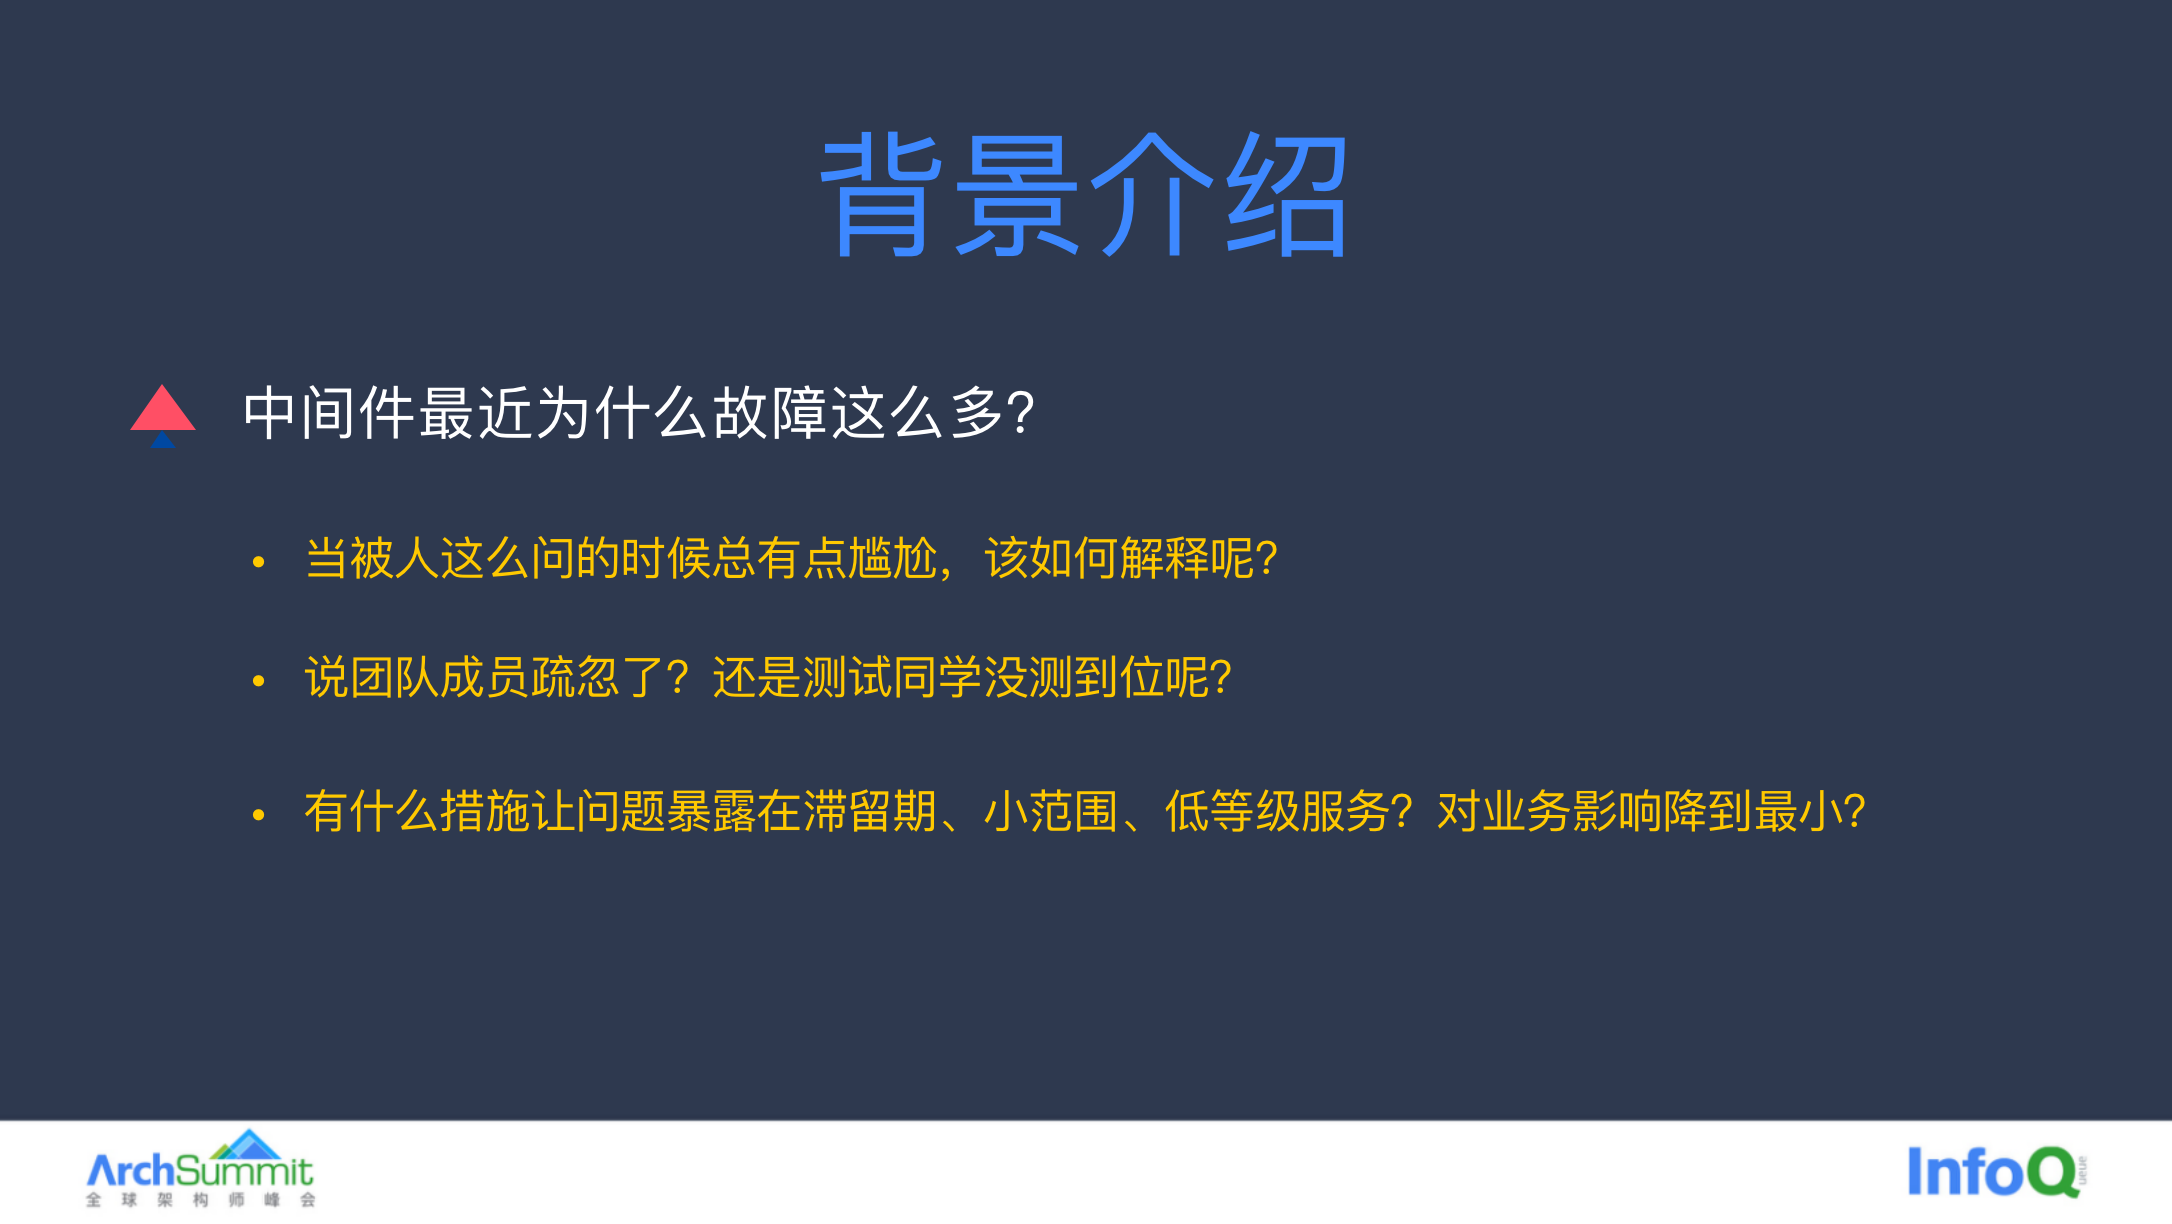 背景介绍
中间件最近为什么故障这么多?
• 当被人这么问的时候总有点尴尬，该如何解释呢?
• 说团队成员疏忽了? 还是测试同学没测到位呢?
• 有什么措施让问题暴露在滞留期、小范围、低等级服务? 对业务影响降到最小?
ArchSummit
全球架构师峰会
InfoQueue